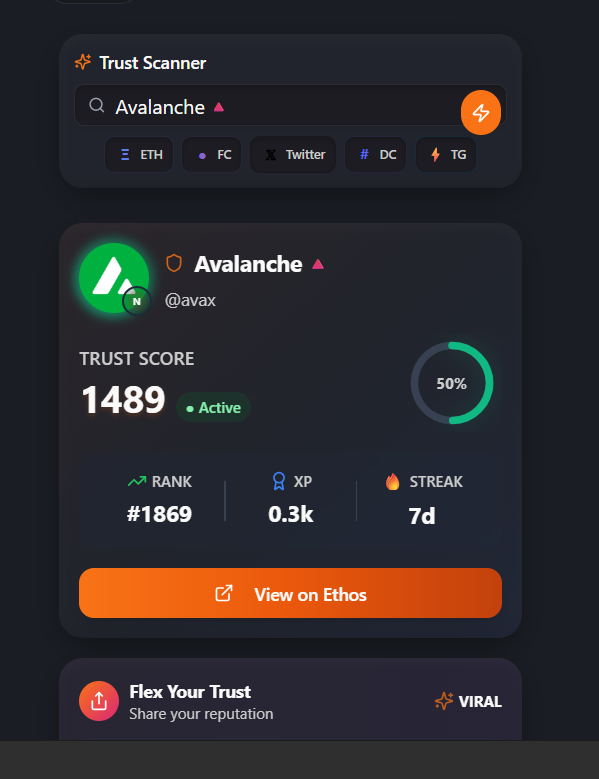 Trust Scanner
Avalanche 🔺
Ξ ETH
● FC
𝕏 Twitter
# DC
⚡ TG
Avalanche 🔺
N
@avax
TRUST SCORE
1489
● Active
50%
RANK
#1869
XP
0.3k
🔥 STREAK
7d
View on Ethos
Flex Your Trust
Share your reputation
VIRAL